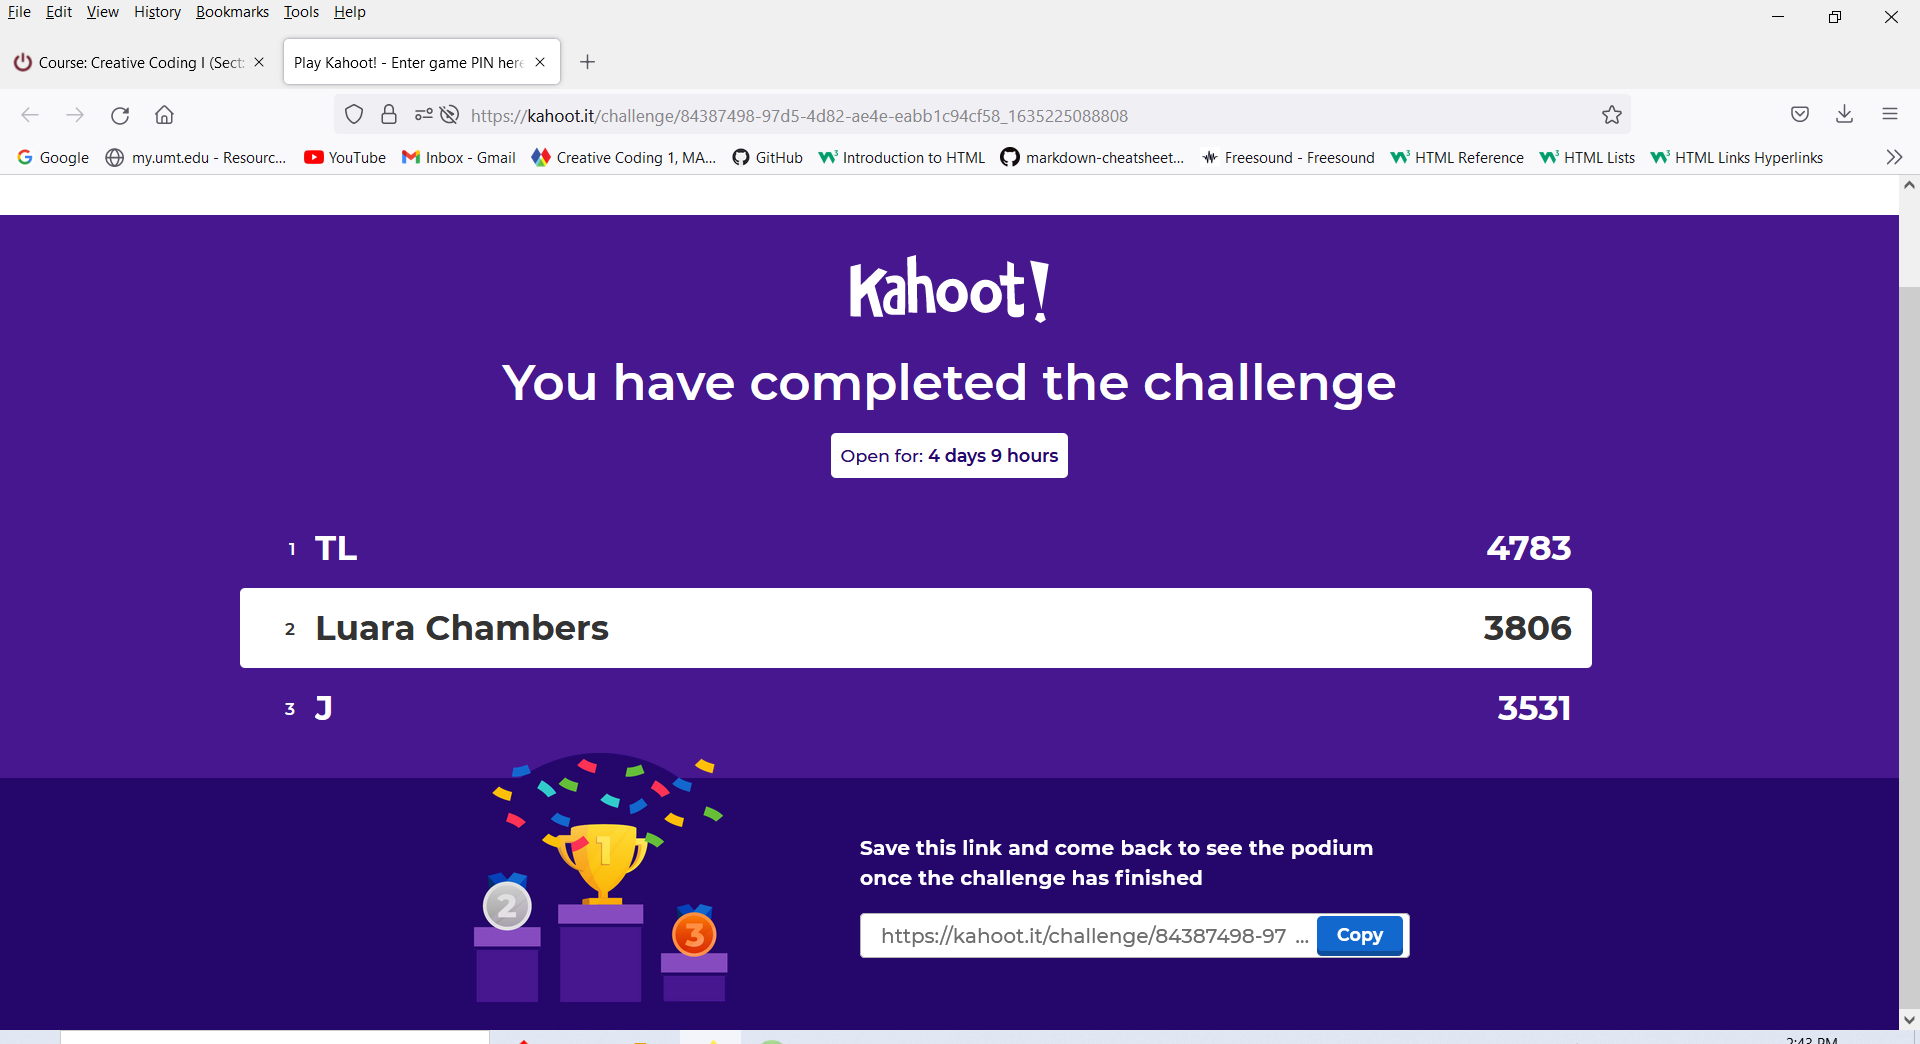 File Edit View History Bookmarks Tools Help
Course: Creative Coding I (Sect:
Play Kahoot! - Enter game PIN here
https://kahoot.it/challenge/84387498-97d5-4d82-ae4e-eabb1c94cf58_1635225088808
Google my.umt.edu - Resourc... YouTube Inbox - Gmail Creative Coding 1, MA... GitHub Introduction to HTML markdown-cheatsheet... Freesound - Freesound HTML Reference HTML Lists HTML Links Hyperlinks
Kahoot!
You have completed the challenge
Open for: 4 days 9 hours
1 TL 4783
2 Luara Chambers 3806
3 J 3531
1
2
3
Save this link and come back to see the podium
once the challenge has finished
https://kahoot.it/challenge/84387498-97 ... Copy
2:43 PM